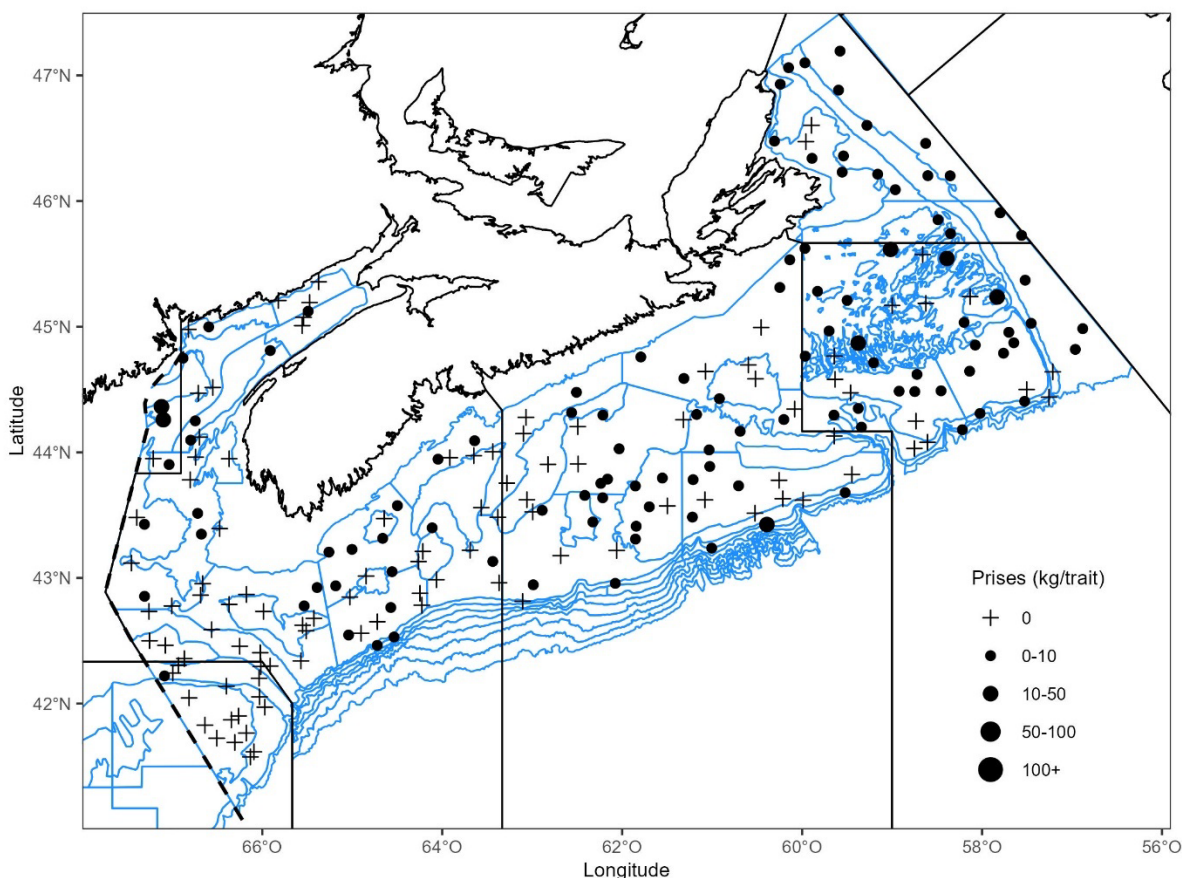 47°N
46°N
45°N
44°N
43°N
42°N
Latitude
66°O 64°O 62°O 60°O 58°O 56°O
Longitude
Prises (kg/trait)
0
0-10
10-50
50-100
100+